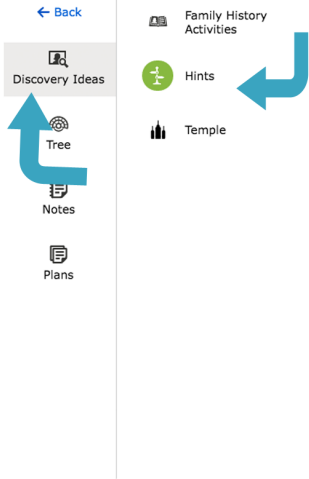 ← Back
Discovery Ideas
Tree
Notes
Plans
Family History
Activities
Hints
Temple